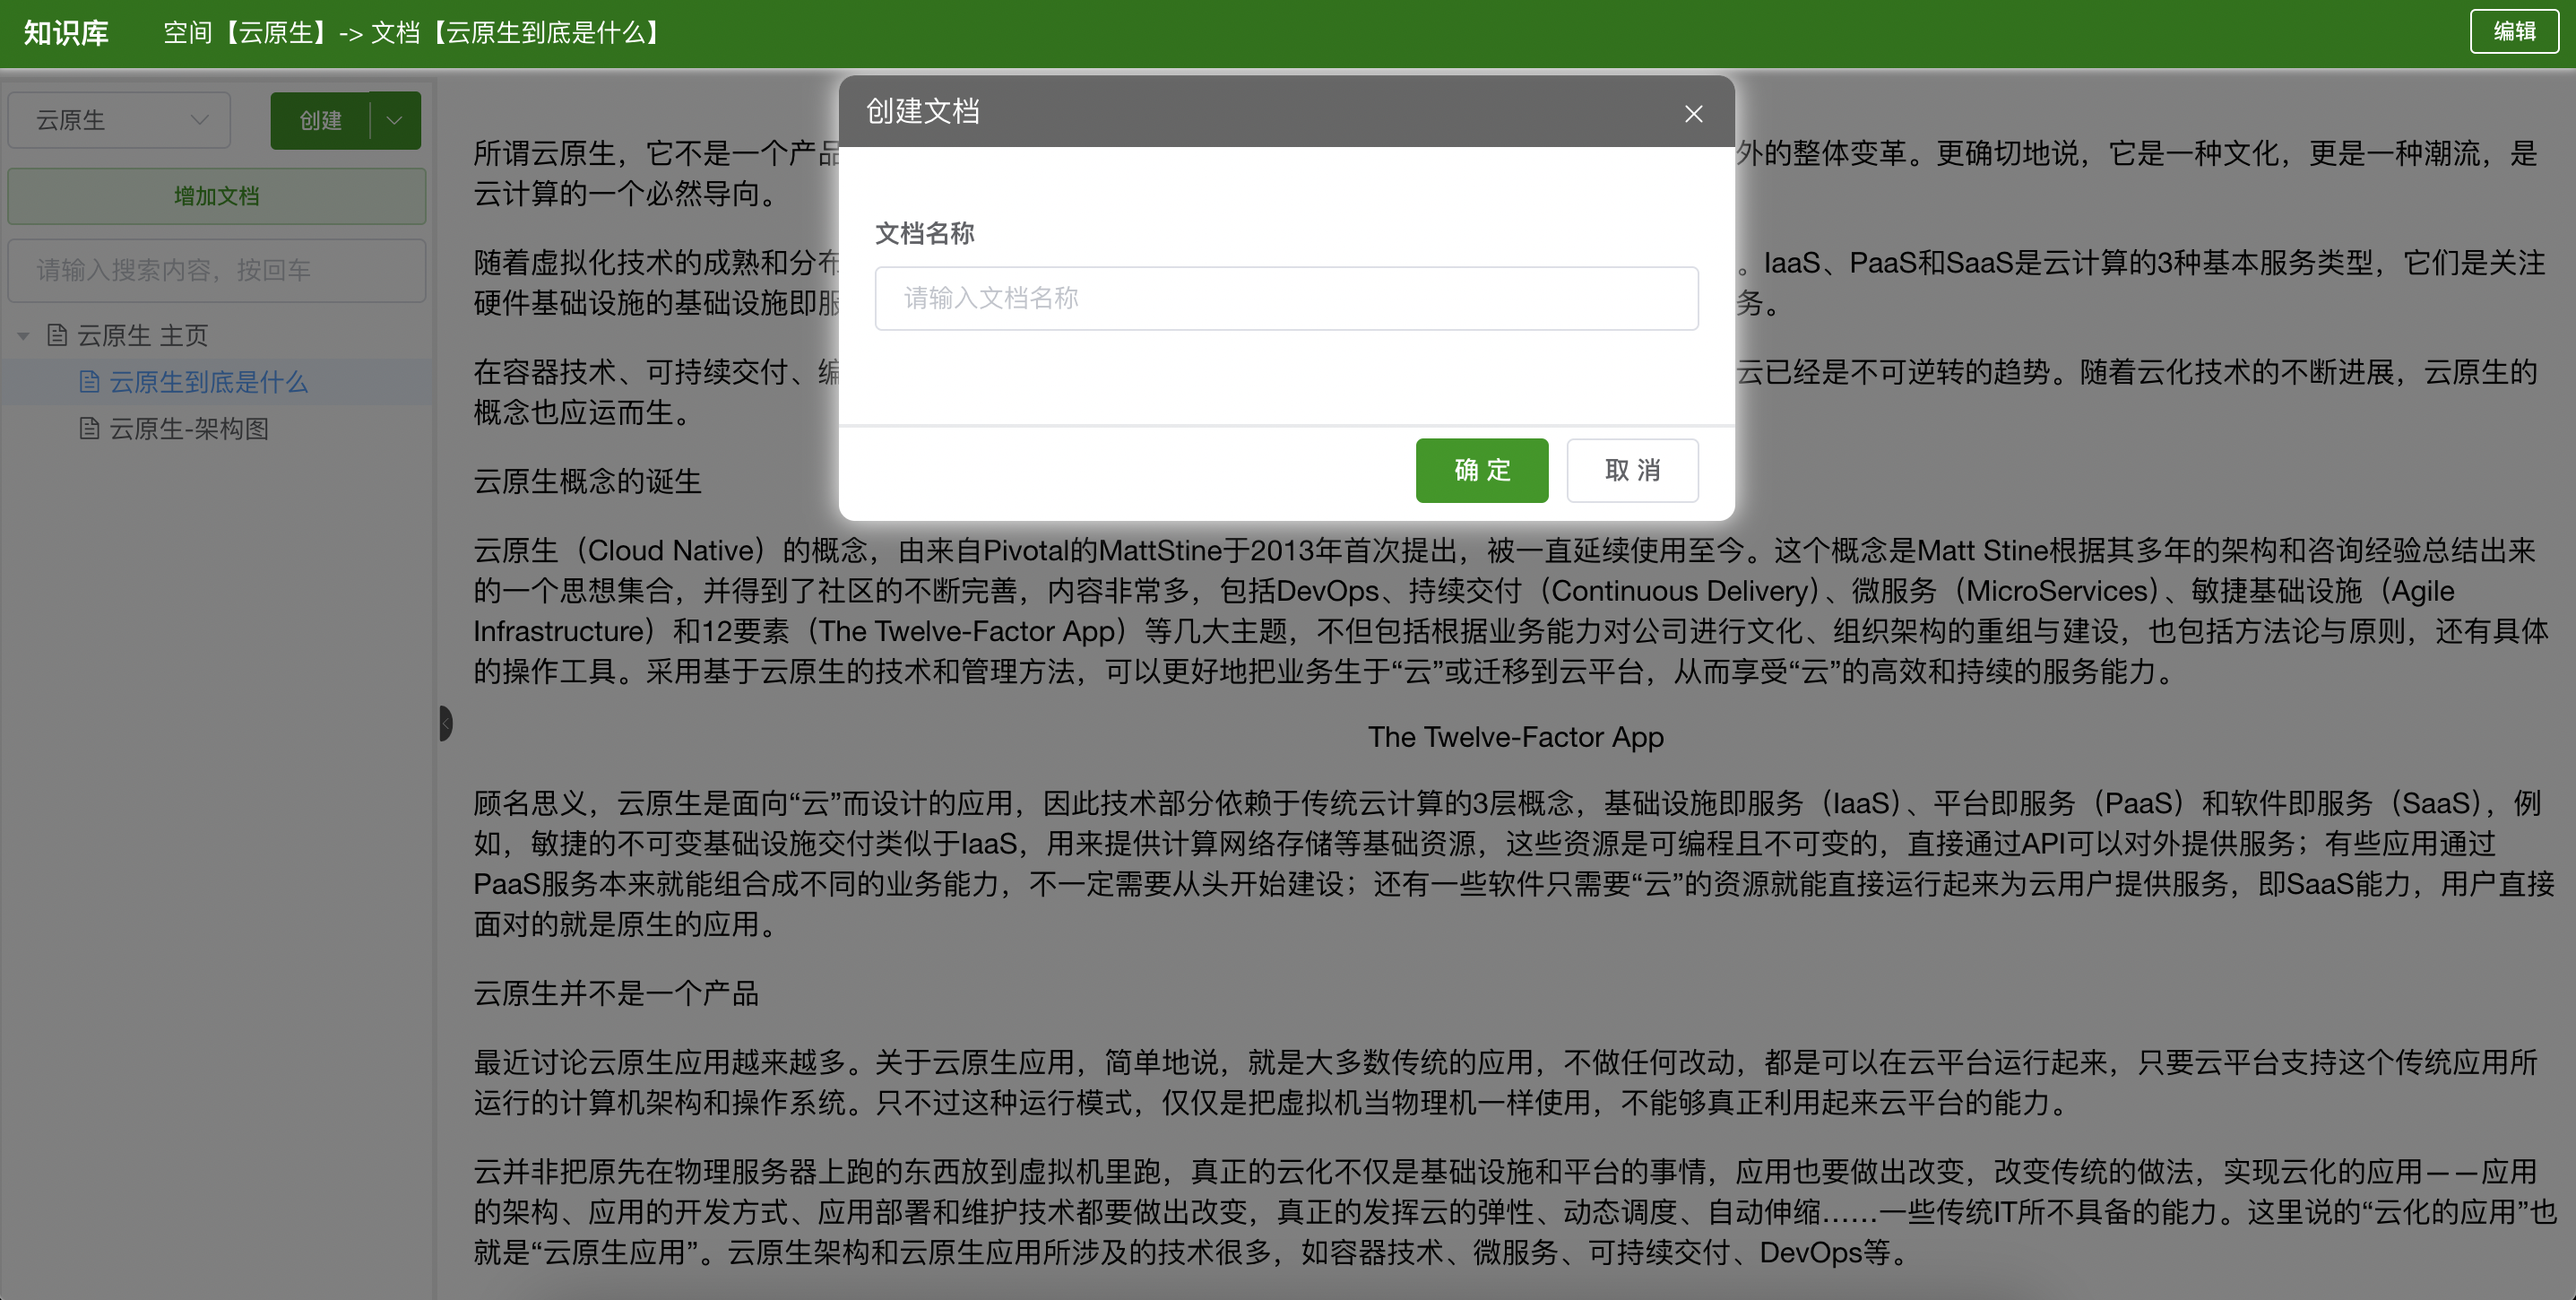 知识库
空间【云原生】-> 文档【云原生到底是什么】
编辑
云原生
创建
增加文档
请输入搜索内容，按回车
云原生 主页
云原生到底是什么
云原生-架构图
创建文档
文档名称
请输入文档名称
确 定
取 消
所谓云原生，它不是一个产品 外的整体变革。更确切地说，它是一种文化，更是一种潮流，是
云计算的一个必然导向。
随着虚拟化技术的成熟和分布 。IaaS、PaaS和SaaS是云计算的3种基本服务类型，它们是关注
硬件基础设施的基础设施即服 务。
在容器技术、可持续交付、编 云已经是不可逆转的趋势。随着云化技术的不断进展，云原生的
概念也应运而生。
云原生概念的诞生
云原生（Cloud Native）的概念，由来自Pivotal的MattStine于2013年首次提出，被一直延续使用至今。这个概念是Matt Stine根据其多年的架构和咨询经验总结出来
的一个思想集合，并得到了社区的不断完善，内容非常多，包括DevOps、持续交付（Continuous Delivery）、微服务（MicroServices）、敏捷基础设施（Agile
Infrastructure）和12要素（The Twelve-Factor App）等几大主题，不但包括根据业务能力对公司进行文化、组织架构的重组与建设，也包括方法论与原则，还有具体
的操作工具。采用基于云原生的技术和管理方法，可以更好地把业务生于“云”或迁移到云平台，从而享受“云”的高效和持续的服务能力。
The Twelve-Factor App
顾名思义，云原生是面向“云”而设计的应用，因此技术部分依赖于传统云计算的3层概念，基础设施即服务（IaaS）、平台即服务（PaaS）和软件即服务（SaaS），例
如，敏捷的不可变基础设施交付类似于IaaS，用来提供计算网络存储等基础资源，这些资源是可编程且不可变的，直接通过API可以对外提供服务；有些应用通过
PaaS服务本来就能组合成不同的业务能力，不一定需要从头开始建设；还有一些软件只需要“云”的资源就能直接运行起来为云用户提供服务，即SaaS能力，用户直接
面对的就是原生的应用。
云原生并不是一个产品
最近讨论云原生应用越来越多。关于云原生应用，简单地说，就是大多数传统的应用，不做任何改动，都是可以在云平台运行起来，只要云平台支持这个传统应用所
运行的计算机架构和操作系统。只不过这种运行模式，仅仅是把虚拟机当物理机一样使用，不能够真正利用起来云平台的能力。
云并非把原先在物理服务器上跑的东西放到虚拟机里跑，真正的云化不仅是基础设施和平台的事情，应用也要做出改变，改变传统的做法，实现云化的应用——应用
的架构、应用的开发方式、应用部署和维护技术都要做出改变，真正的发挥云的弹性、动态调度、自动伸缩……一些传统IT所不具备的能力。这里说的“云化的应用”也
就是“云原生应用”。云原生架构和云原生应用所涉及的技术很多，如容器技术、微服务、可持续交付、DevOps等。